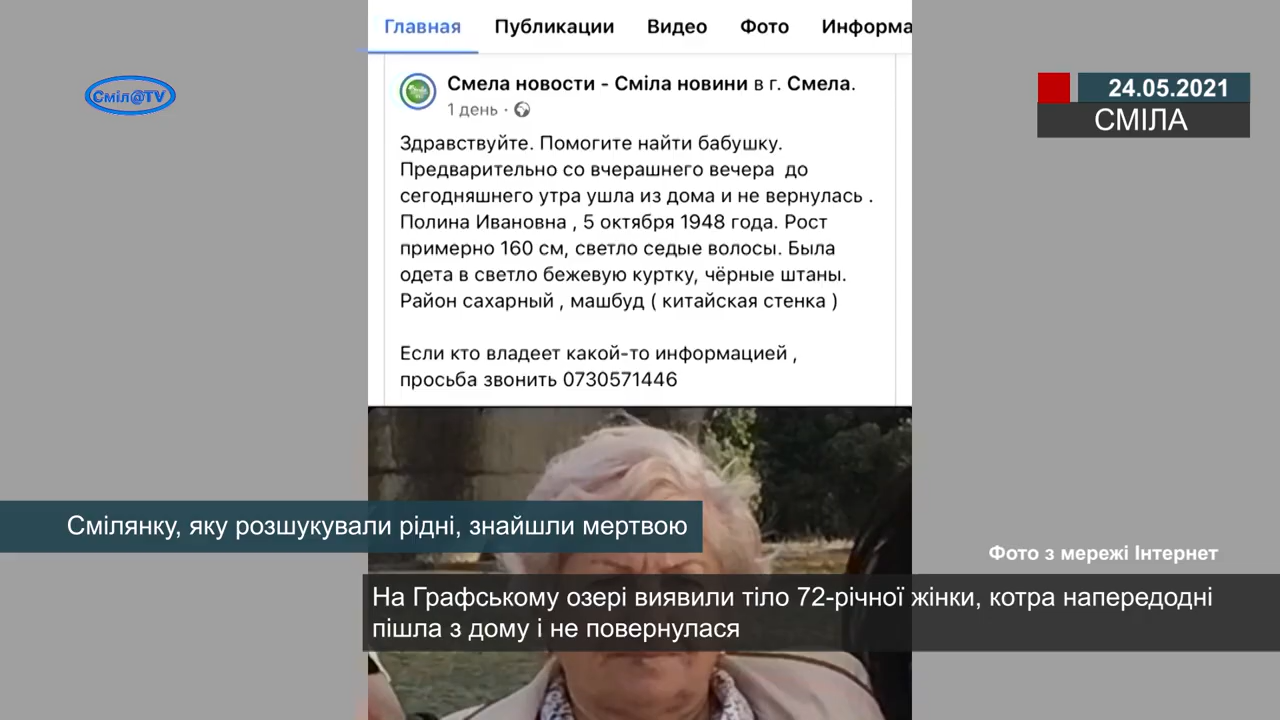 Главная Публикации Видео Фото Информа
Сміл@TV
24.05.2021
СМІЛА
Смела новости - Сміла новини в г. Смела.
1 день ·
Здравствуйте. Помогите найти бабушку.
Предварительно со вчерашнего вечера до
сегодняшнего утра ушла из дома и не вернулась .
Полина Ивановна , 5 октября 1948 года. Рост
примерно 160 см, светло седые волосы. Была
одета в светло бежевую куртку, чёрные штаны.
Район сахарный , машбуд ( китайская стенка )
Если кто владеет какой-то информацией ,
просьба звонить 0730571446
Смілянку, яку розшукували рідні, знайшли мертвою
Фото з мережі Інтернет
На Графському озері виявили тіло 72-річної жінки, котра напередодні
пішла з дому і не повернулася